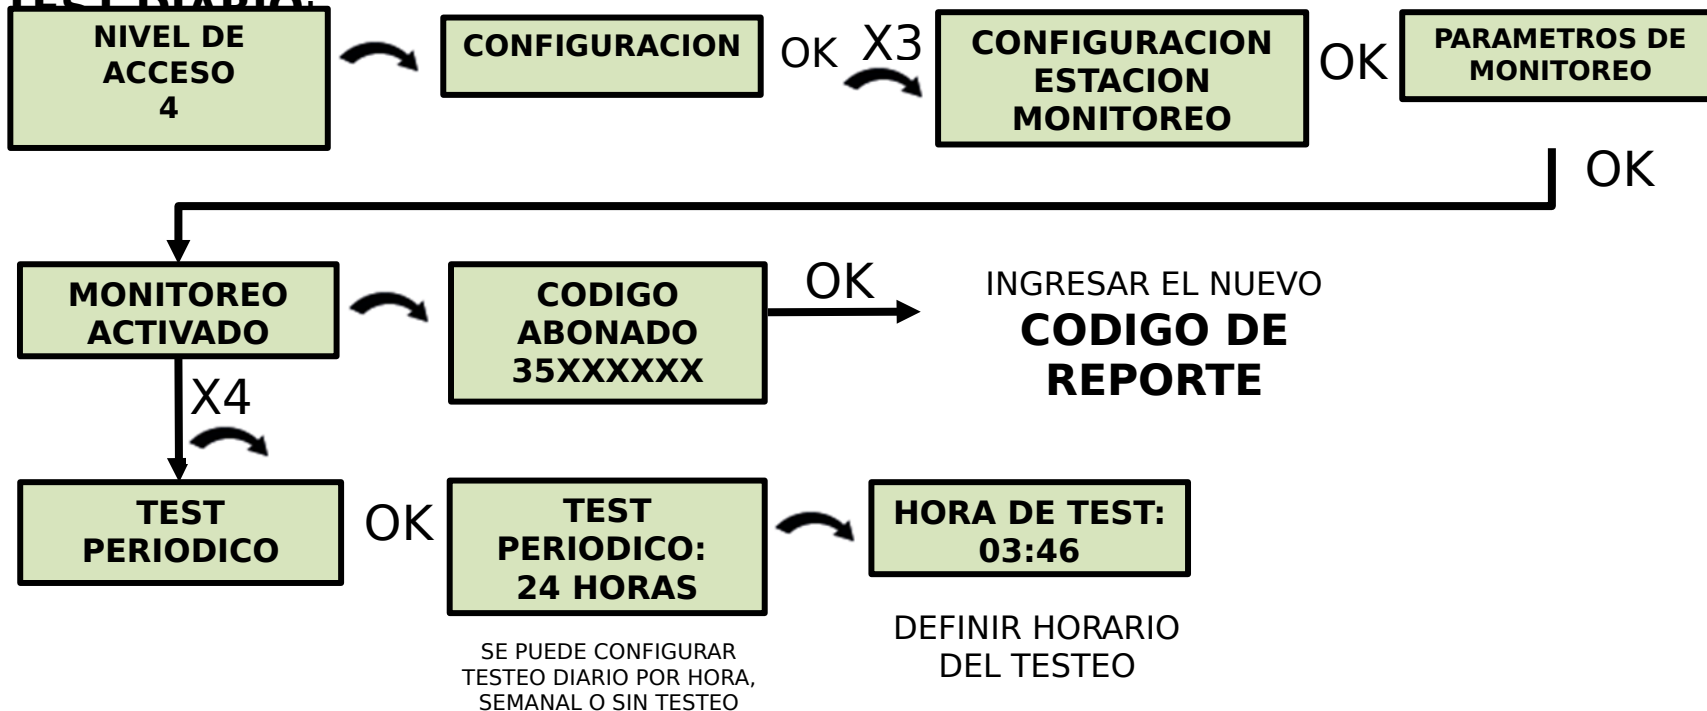 TEST DIARIO:
NIVEL DE
ACCESO
4
CONFIGURACION
OK
X3
CONFIGURACION
ESTACION
MONITOREO
OK
PARAMETROS DE
MONITOREO
OK
MONITOREO
ACTIVADO
CODIGO
ABONADO
35XXXXXX
OK
INGRESAR EL NUEVO
CODIGO DE
REPORTE
X4
TEST
PERIODICO
OK
TEST
PERIODICO:
24 HORAS
HORA DE TEST:
03:46
SE PUEDE CONFIGURAR
TESTEO DIARIO POR HORA,
SEMANAL O SIN TESTEO
DEFINIR HORARIO
DEL TESTEO